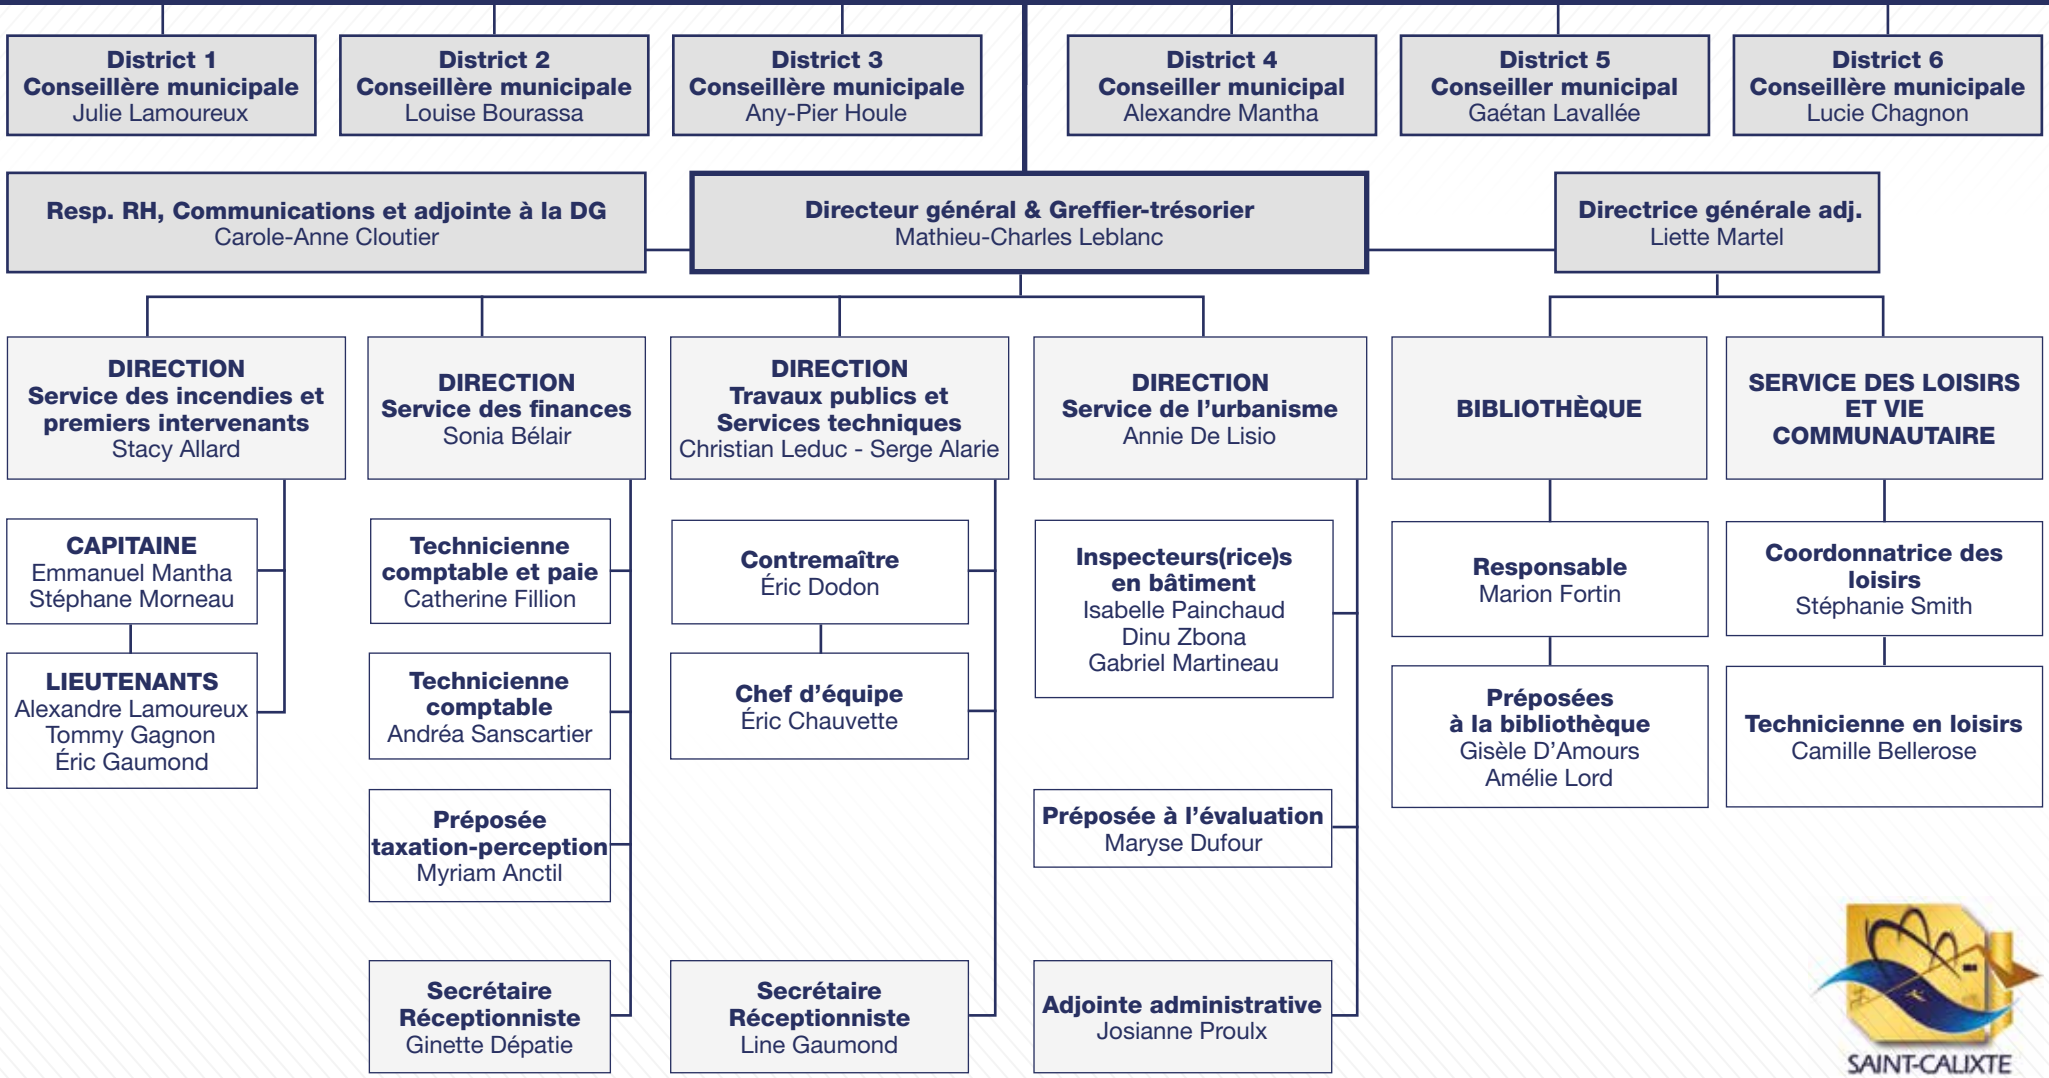 District 1
Conseillère municipale
Julie Lamoureux
District 2
Conseillère municipale
Louise Bourassa
District 3
Conseillère municipale
Any-Pier Houle
District 4
Conseiller municipal
Alexandre Mantha
District 5
Conseiller municipal
Gaétan Lavallée
District 6
Conseillère municipale
Lucie Chagnon
Resp. RH, Communications et adjointe à la DG
Carole-Anne Cloutier
Directeur général & Greffier-trésorier
Mathieu-Charles Leblanc
Directrice générale adj.
Liette Martel
DIRECTION
Service des incendies et
premiers intervenants
Stacy Allard
DIRECTION
Service des finances
Sonia Bélair
DIRECTION
Travaux publics et
Services techniques
Christian Leduc - Serge Alarie
DIRECTION
Service de l'urbanisme
Annie De Lisio
BIBLIOTHÈQUE
SERVICE DES LOISIRS
ET VIE
COMMUNAUTAIRE
CAPITAINE
Emmanuel Mantha
Stéphane Morneau
LIEUTENANTS
Alexandre Lamoureux
Tommy Gagnon
Éric Gaumond
Technicienne
comptable et paie
Catherine Fillion
Technicienne
comptable
Andréa Sanscartier
Préposée
taxation-perception
Myriam Anctil
Secrétaire
Réceptionniste
Ginette Dépatie
Contremaître
Éric Dodon
Chef d'équipe
Éric Chauvette
Secrétaire
Réceptionniste
Line Gaumond
Inspecteurs(rice)s
en bâtiment
Isabelle Painchaud
Dinu Zbona
Gabriel Martineau
Préposée à l'évaluation
Maryse Dufour
Adjointe administrative
Josianne Proulx
Responsable
Marion Fortin
Préposées
à la bibliothèque
Gisèle D'Amours
Amélie Lord
Coordonnatrice des
loisirs
Stéphanie Smith
Technicienne en loisirs
Camille Bellerose
SAINT-CALIXTE